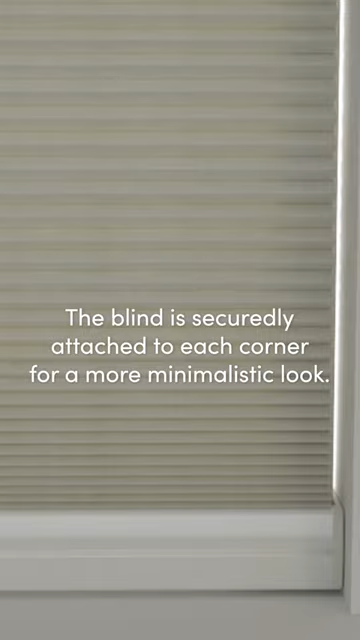 The blind is securedly
attached to each corner
for a more minimalistic look.